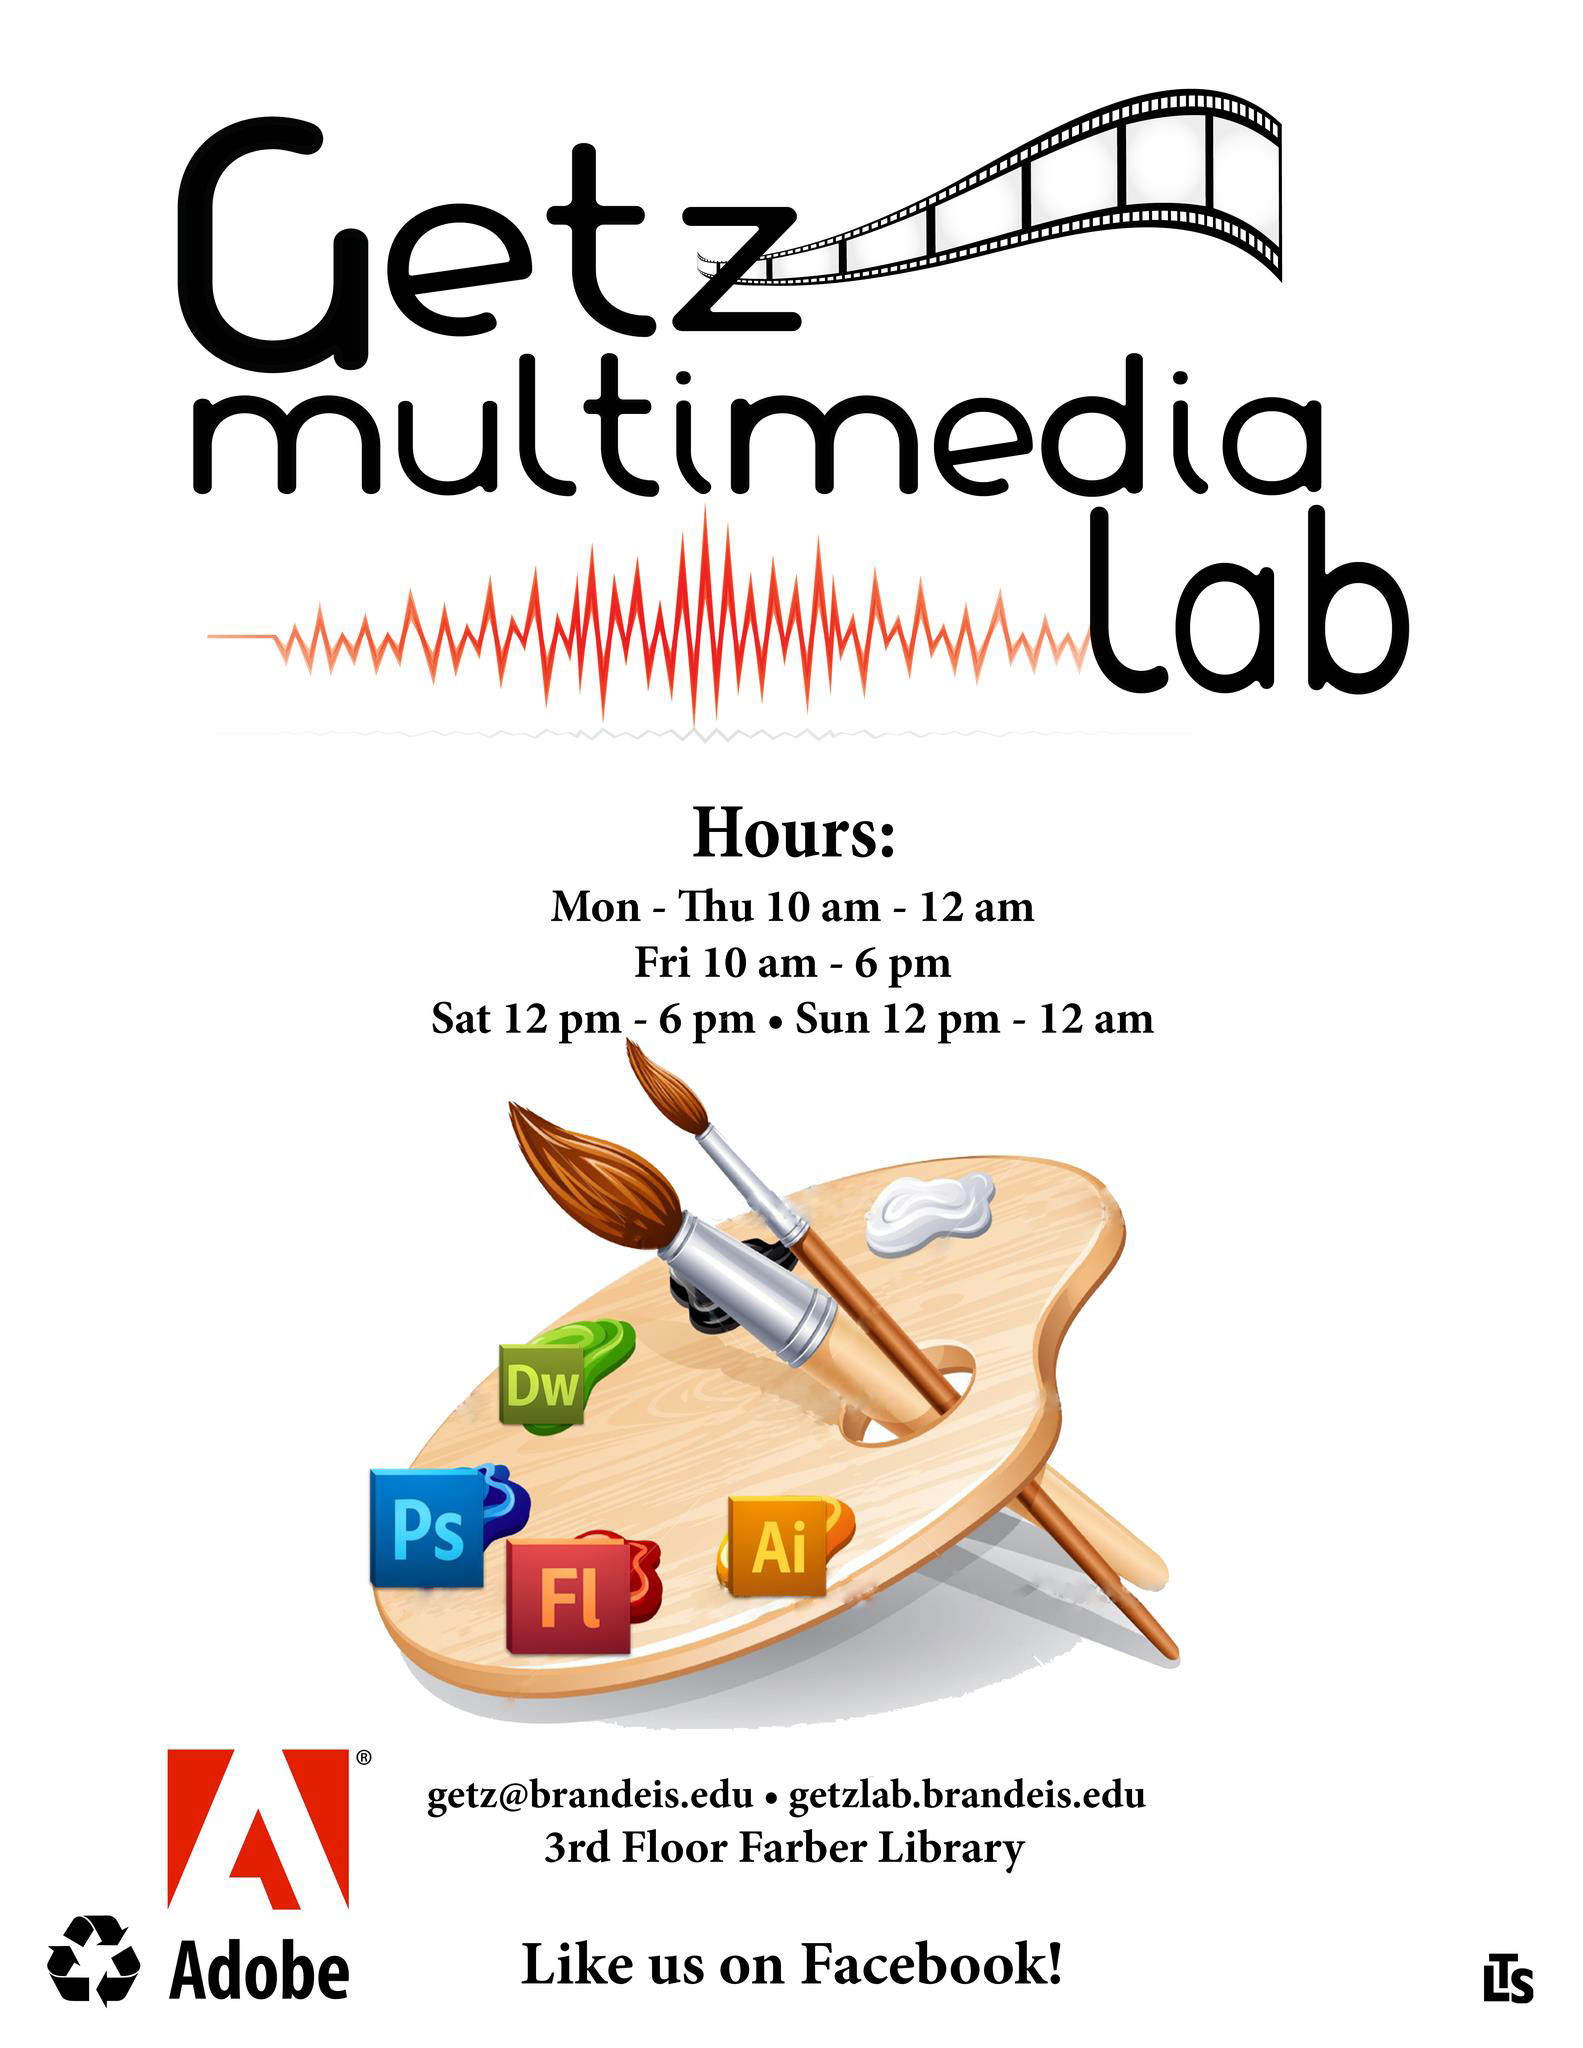 Getz
multimedia
lab
Hours:
Mon - Thu 10 am - 12 am
Fri 10 am - 6 pm
Sat 12 pm - 6 pm • Sun 12 pm - 12 am
Dw
Ps
Fl
Ai
®
getz@brandeis.edu • getzlab.brandeis.edu
3rd Floor Farber Library
Adobe
Like us on Facebook!
LTS